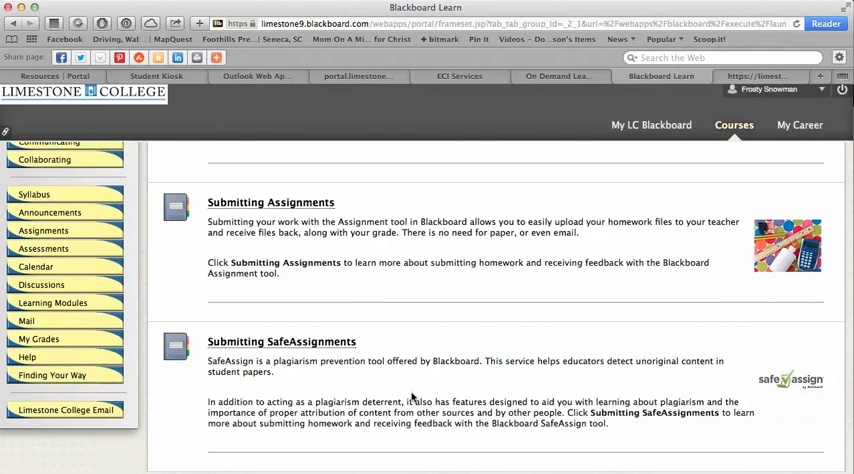 Blackboard Learn
https limestone9.blackboard.com/webapps/portal/frameset.jsp?tab_tab_group_id=_2_1&url=%2Fwebapps%2Fblackboard%2Fexecute%2Flaun
Reader
Facebook Driving, Wal...) MapQuest Foothills Pre...| Seneca, SC Mom On A Mi... for Christ + bitmark Pin It Videos - Do...son's Items News Popular Scoop.it!
Share page: Search the Web
Resources | Portal Student Kiosk Outlook Web Ap... portal.limestone... ECI Services On Demand Lea... Blackboard Learn https://limest...
LIMESTONE COLLEGE
Frosty Snowman
My LC Blackboard Courses My Career
Communicating
Collaborating
Syllabus
Announcements
Assignments
Assessments
Calendar
Discussions
Learning Modules
Mail
My Grades
Help
Finding Your Way
Limestone College Email
Submitting Assignments
Submitting your work with the Assignment tool in Blackboard allows you to easily upload your homework files to your teacher
and receive files back, along with your grade. There is no need for paper, or even email.
Click Submitting Assignments to learn more about submitting homework and receiving feedback with the Blackboard
Assignment tool.
Submitting SafeAssignments
SafeAssign is a plagiarism prevention tool offered by Blackboard. This service helps educators detect unoriginal content in
student papers.
safe assign
by Blackboard
In addition to acting as a plagiarism deterrent, it also has features designed to aid you with learning about plagiarism and the
importance of proper attribution of content from other sources and by other people. Click Submitting SafeAssignments to learn
more about submitting homework and receiving feedback with the Blackboard SafeAssign tool.